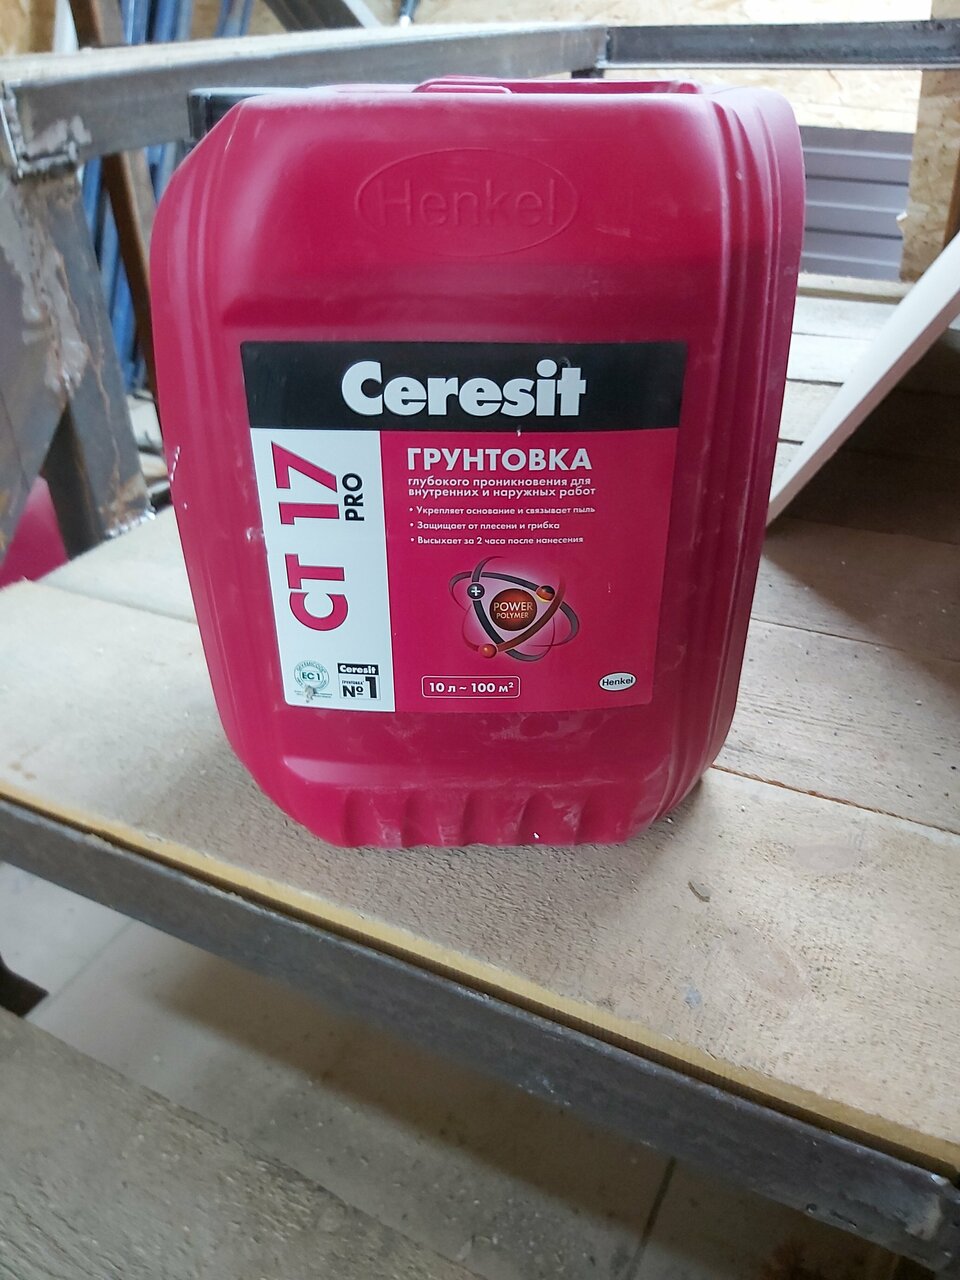 Henkel
Ceresit
CT 17
PRO
ГРУНТОВКА
глубокого проникновения для
внутренних и наружных работ
• Укрепляет основание и связывает пыль
• Защищает от плесени и грибка
• Высыхает за 2 часа после нанесения
POWER
POLYMER
EC1
Ceresit
ГРУНТОВКА
№1
10 л ~ 100 м²
Henkel